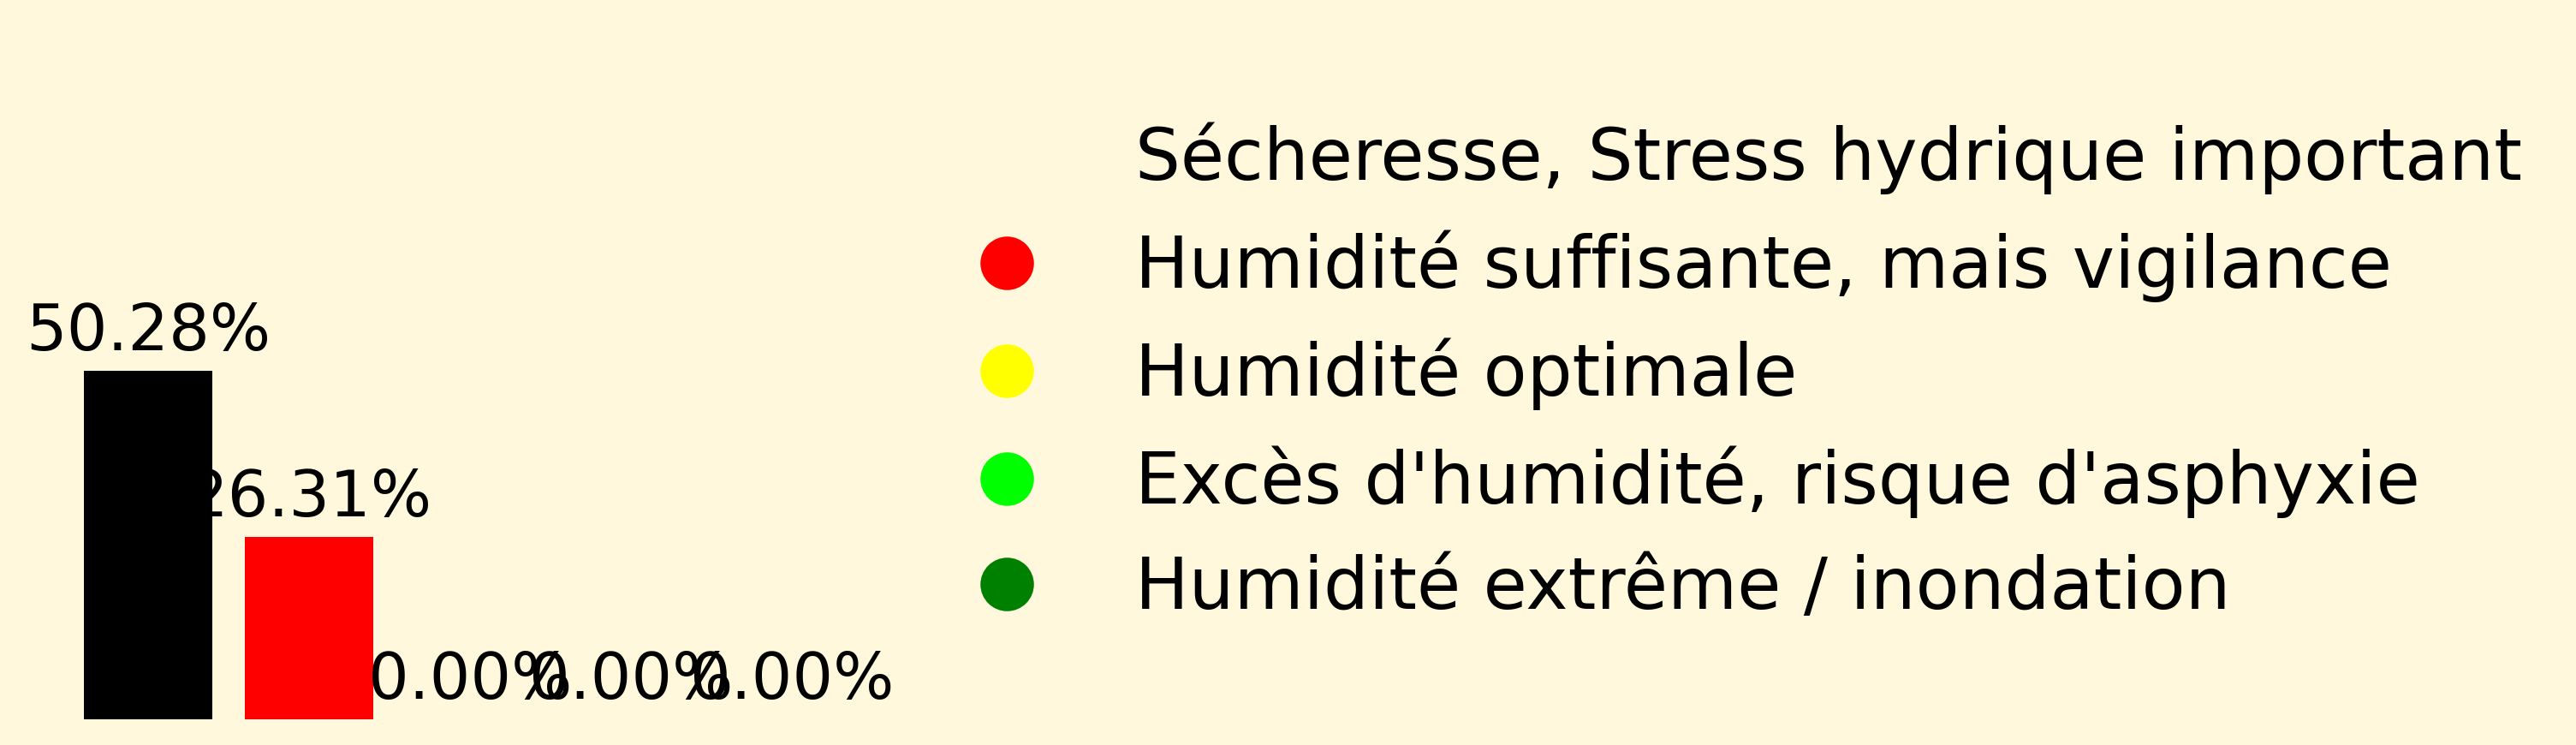 50.28%
26.31%
0.00%
0.00%
0.00%
Sécheresse, Stress hydrique important
Humidité suffisante, mais vigilance
Humidité optimale
Excès d'humidité, risque d'asphyxie
Humidité extrême / inondation